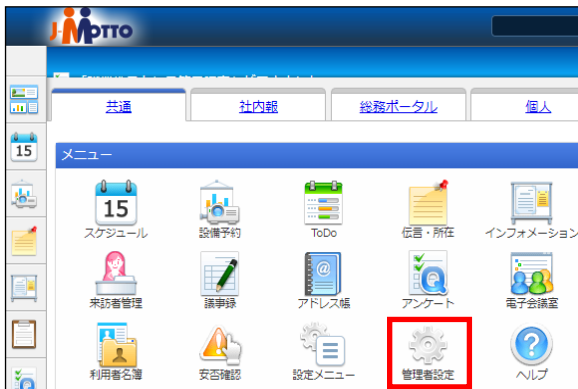 J-MOTTO
共通 社内報 総務ポータル 個人
15
メニュー
15
スケジュール 設備予約 ToDo 伝言・所在 インフォメーション
来訪者管理 議事録 アドレス帳 アンケート 電子会議室
利用者名簿 安否確認 設定メニュー 管理者設定 ヘルプ